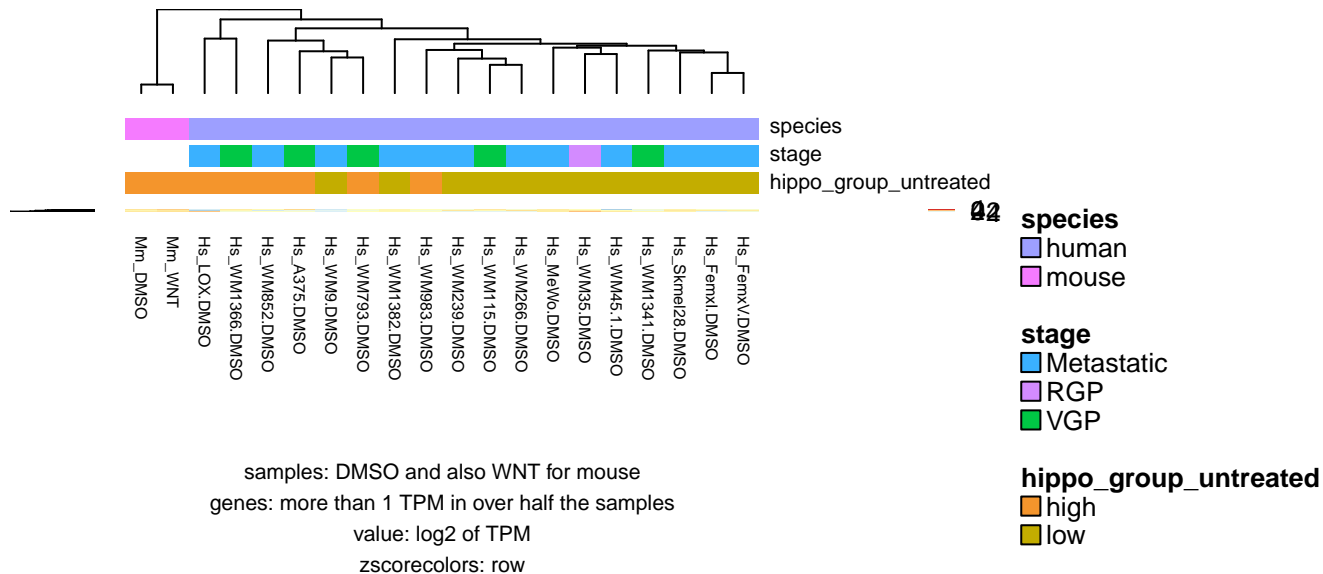 species
stage
hippo_group_untreated
Mm_DMSO
Mm_WNT
Hs_LOX.DMSO
Hs_WM1366.DMSO
Hs_WM852.DMSO
Hs_A375.DMSO
Hs_WM9.DMSO
Hs_WM793.DMSO
Hs_WM1382.DMSO
Hs_WM983.DMSO
Hs_WM239.DMSO
Hs_WM115.DMSO
Hs_WM266.DMSO
Hs_MeWo.DMSO
Hs_WM35.DMSO
Hs_WM45.1.DMSO
Hs_WM1341.DMSO
Hs_Skmel28.DMSO
Hs_FemxI.DMSO
Hs_FemxV.DMSO
samples: DMSO and also WNT for mouse
genes: more than 1 TPM in over half the samples
value: log2 of TPM
zscorecolors: row
species
human
mouse
stage
Metastatic
RGP
VGP
hippo_group_untreated
high
low